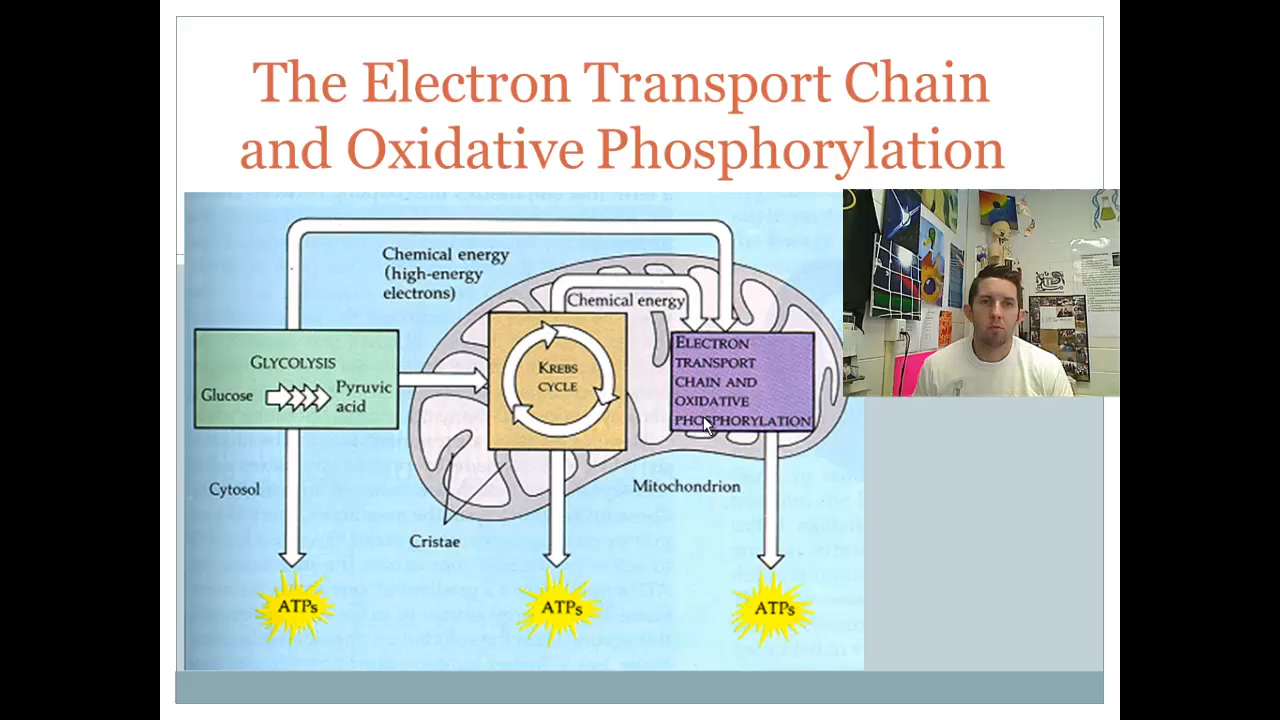 The Electron Transport Chain
and Oxidative Phosphorylation
Chemical energy
(high-energy
electrons)
Chemical energy
GLYCOLYSIS
Glucose
Pyruvic
acid
KREBS
CYCLE
ELECTRON
TRANSPORT
CHAIN AND
OXIDATIVE
PHOSPHORYLATION
Cytosol
Mitochondrion
Cristae
ATPs
ATPs
ATPs